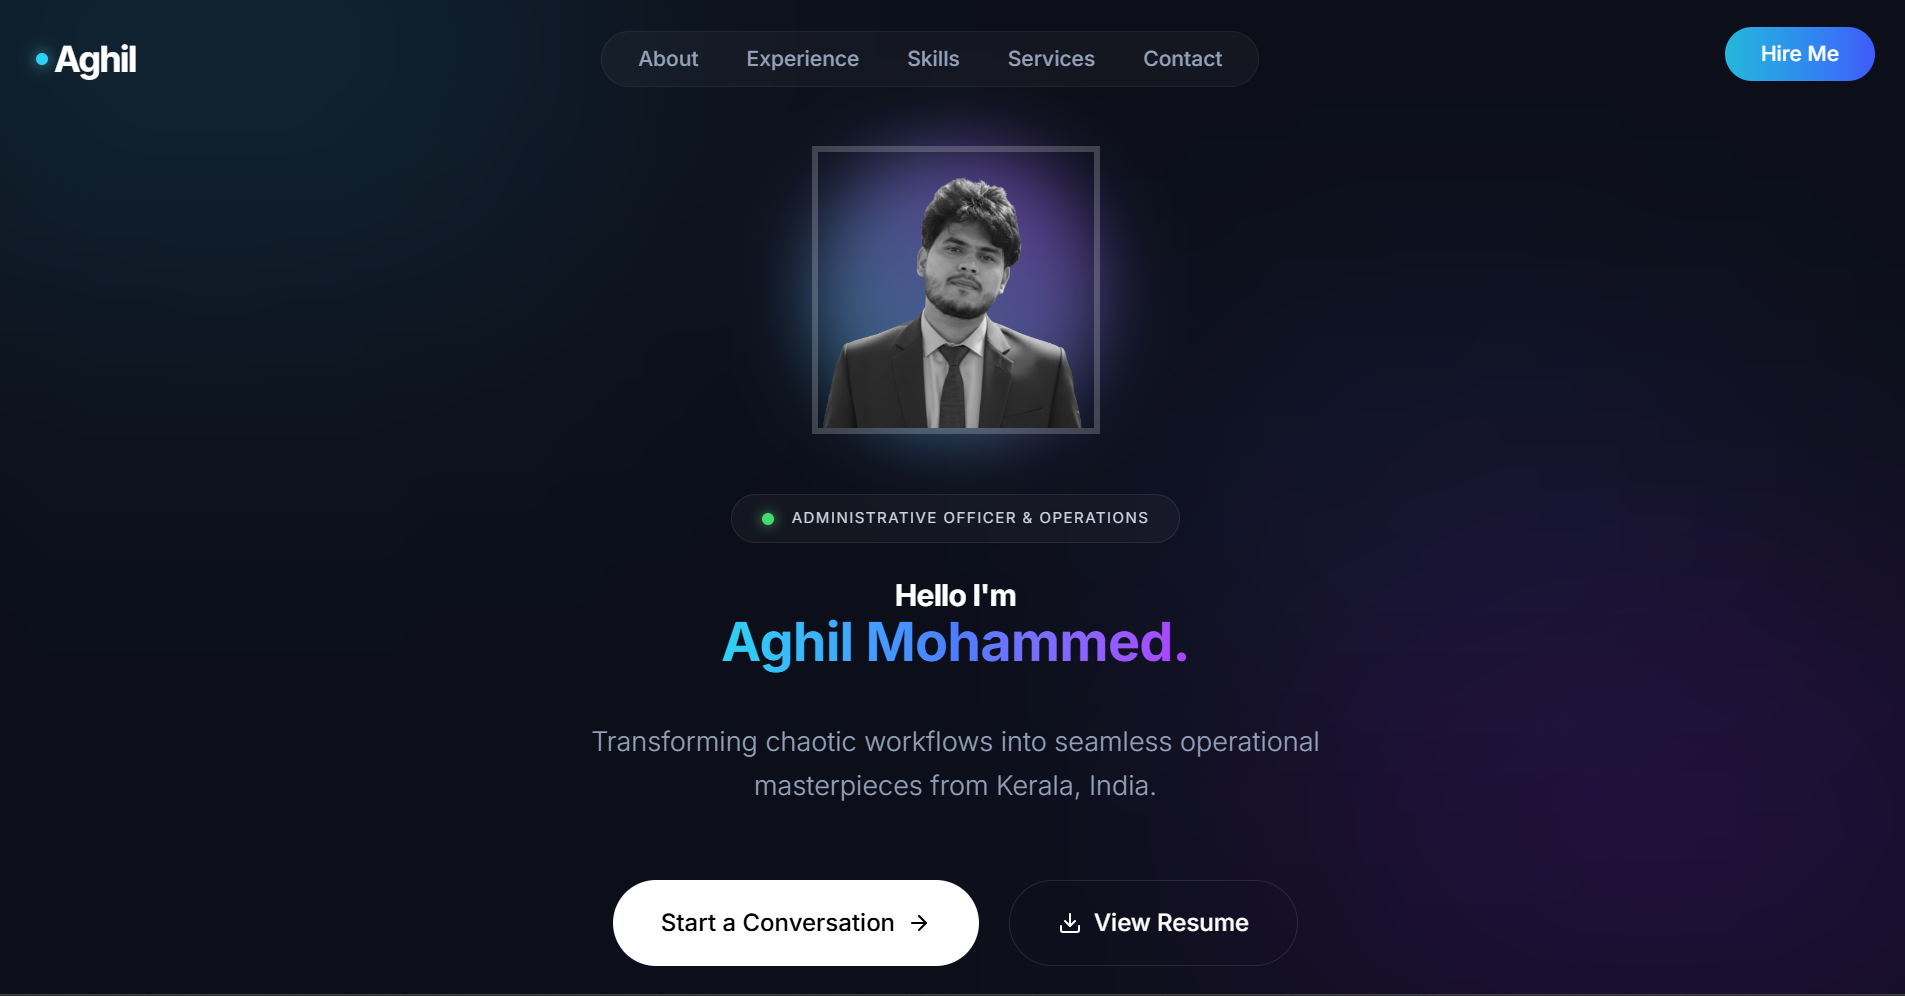 Aghil
About
Experience
Skills
Services
Contact
Hire Me
ADMINISTRATIVE OFFICER & OPERATIONS
Hello I'm
Aghil Mohammed.
Transforming chaotic workflows into seamless operational
masterpieces from Kerala, India.
Start a Conversation
View Resume